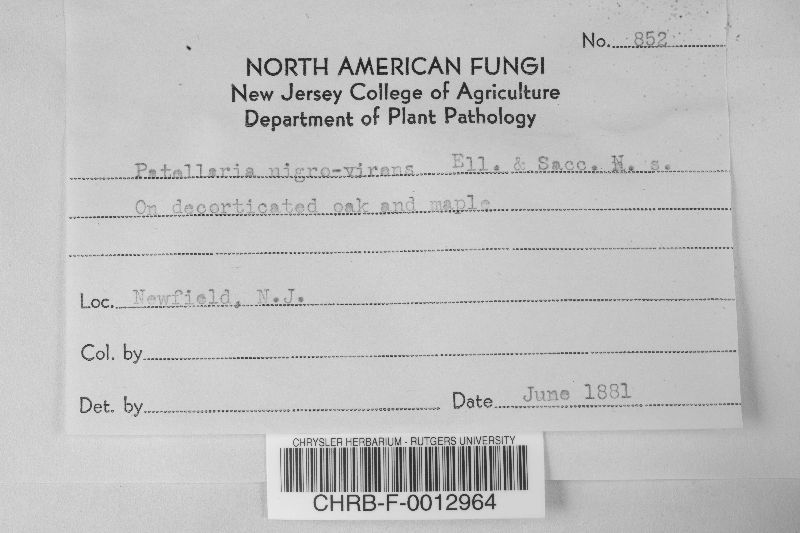 No. 852
NORTH AMERICAN FUNGI
New Jersey College of Agriculture
Department of Plant Pathology
Patellaria nigro-virens Ell. & Sacc. N. s.
On decorticated oak and maple
Loc. Newfield, N.J.
Col. by
Det. by Date June 1881
CHRYSLER HERBARIUM - RUTGERS UNIVERSITY
CHRB-F-0012964